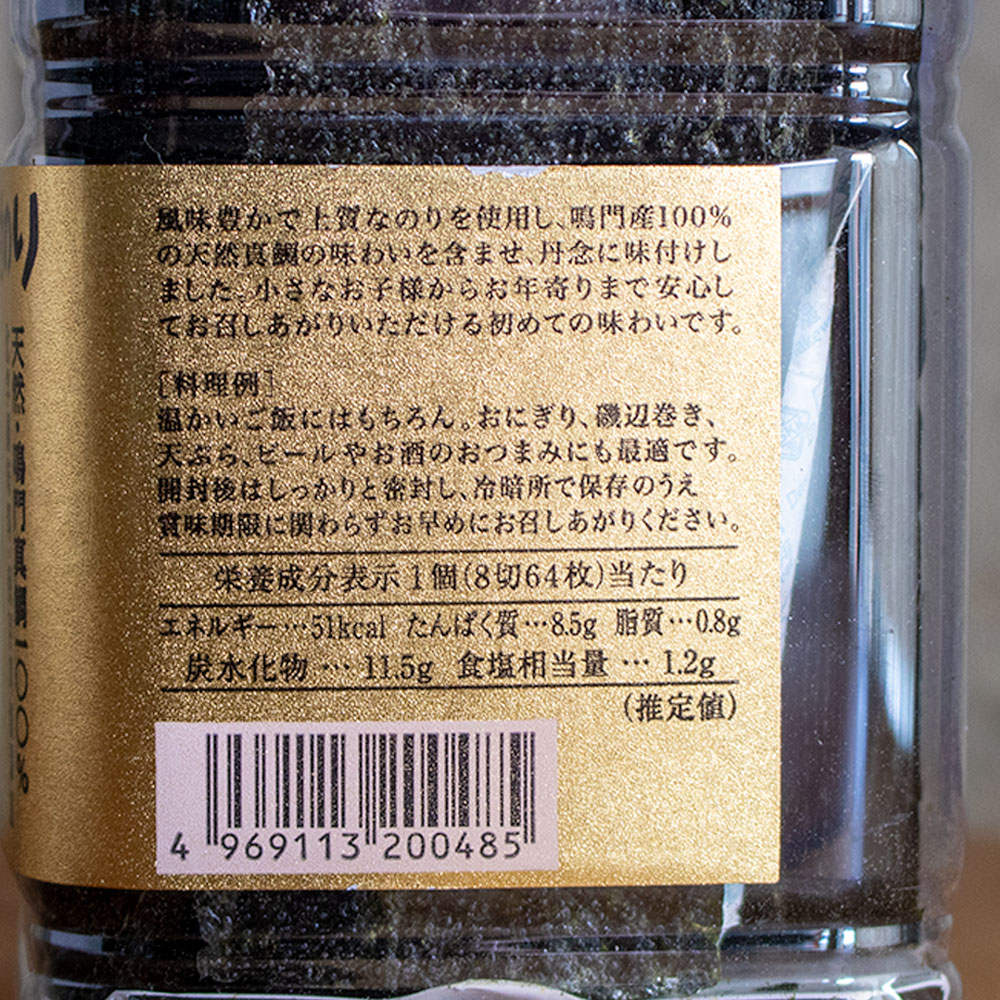 り
天然・鳴門真鯛100%
風味豊かで上質なのりを使用し、鳴門産100%
の天然真鯛の味わいを含ませ、丹念に味付けし
ました。小さなお子様からお年寄りまで安心し
てお召しあがりいただける初めての味わいです。
[料理例]
温かいご飯にはもちろん。おにぎり、磯辺巻き、
天ぷら、ビールやお酒のおつまみにも最適です。
開封後はしっかりと密封し、冷暗所で保存のうえ
賞味期限に関わらずお早めにお召しあがりください。
栄養成分表示1個(8切64枚)当たり
エネルギー…51kcal たんぱく質…8.5g 脂質…0.8g
炭水化物…11.5g 食塩相当量…1.2g
(推定値)
4 969113 200485